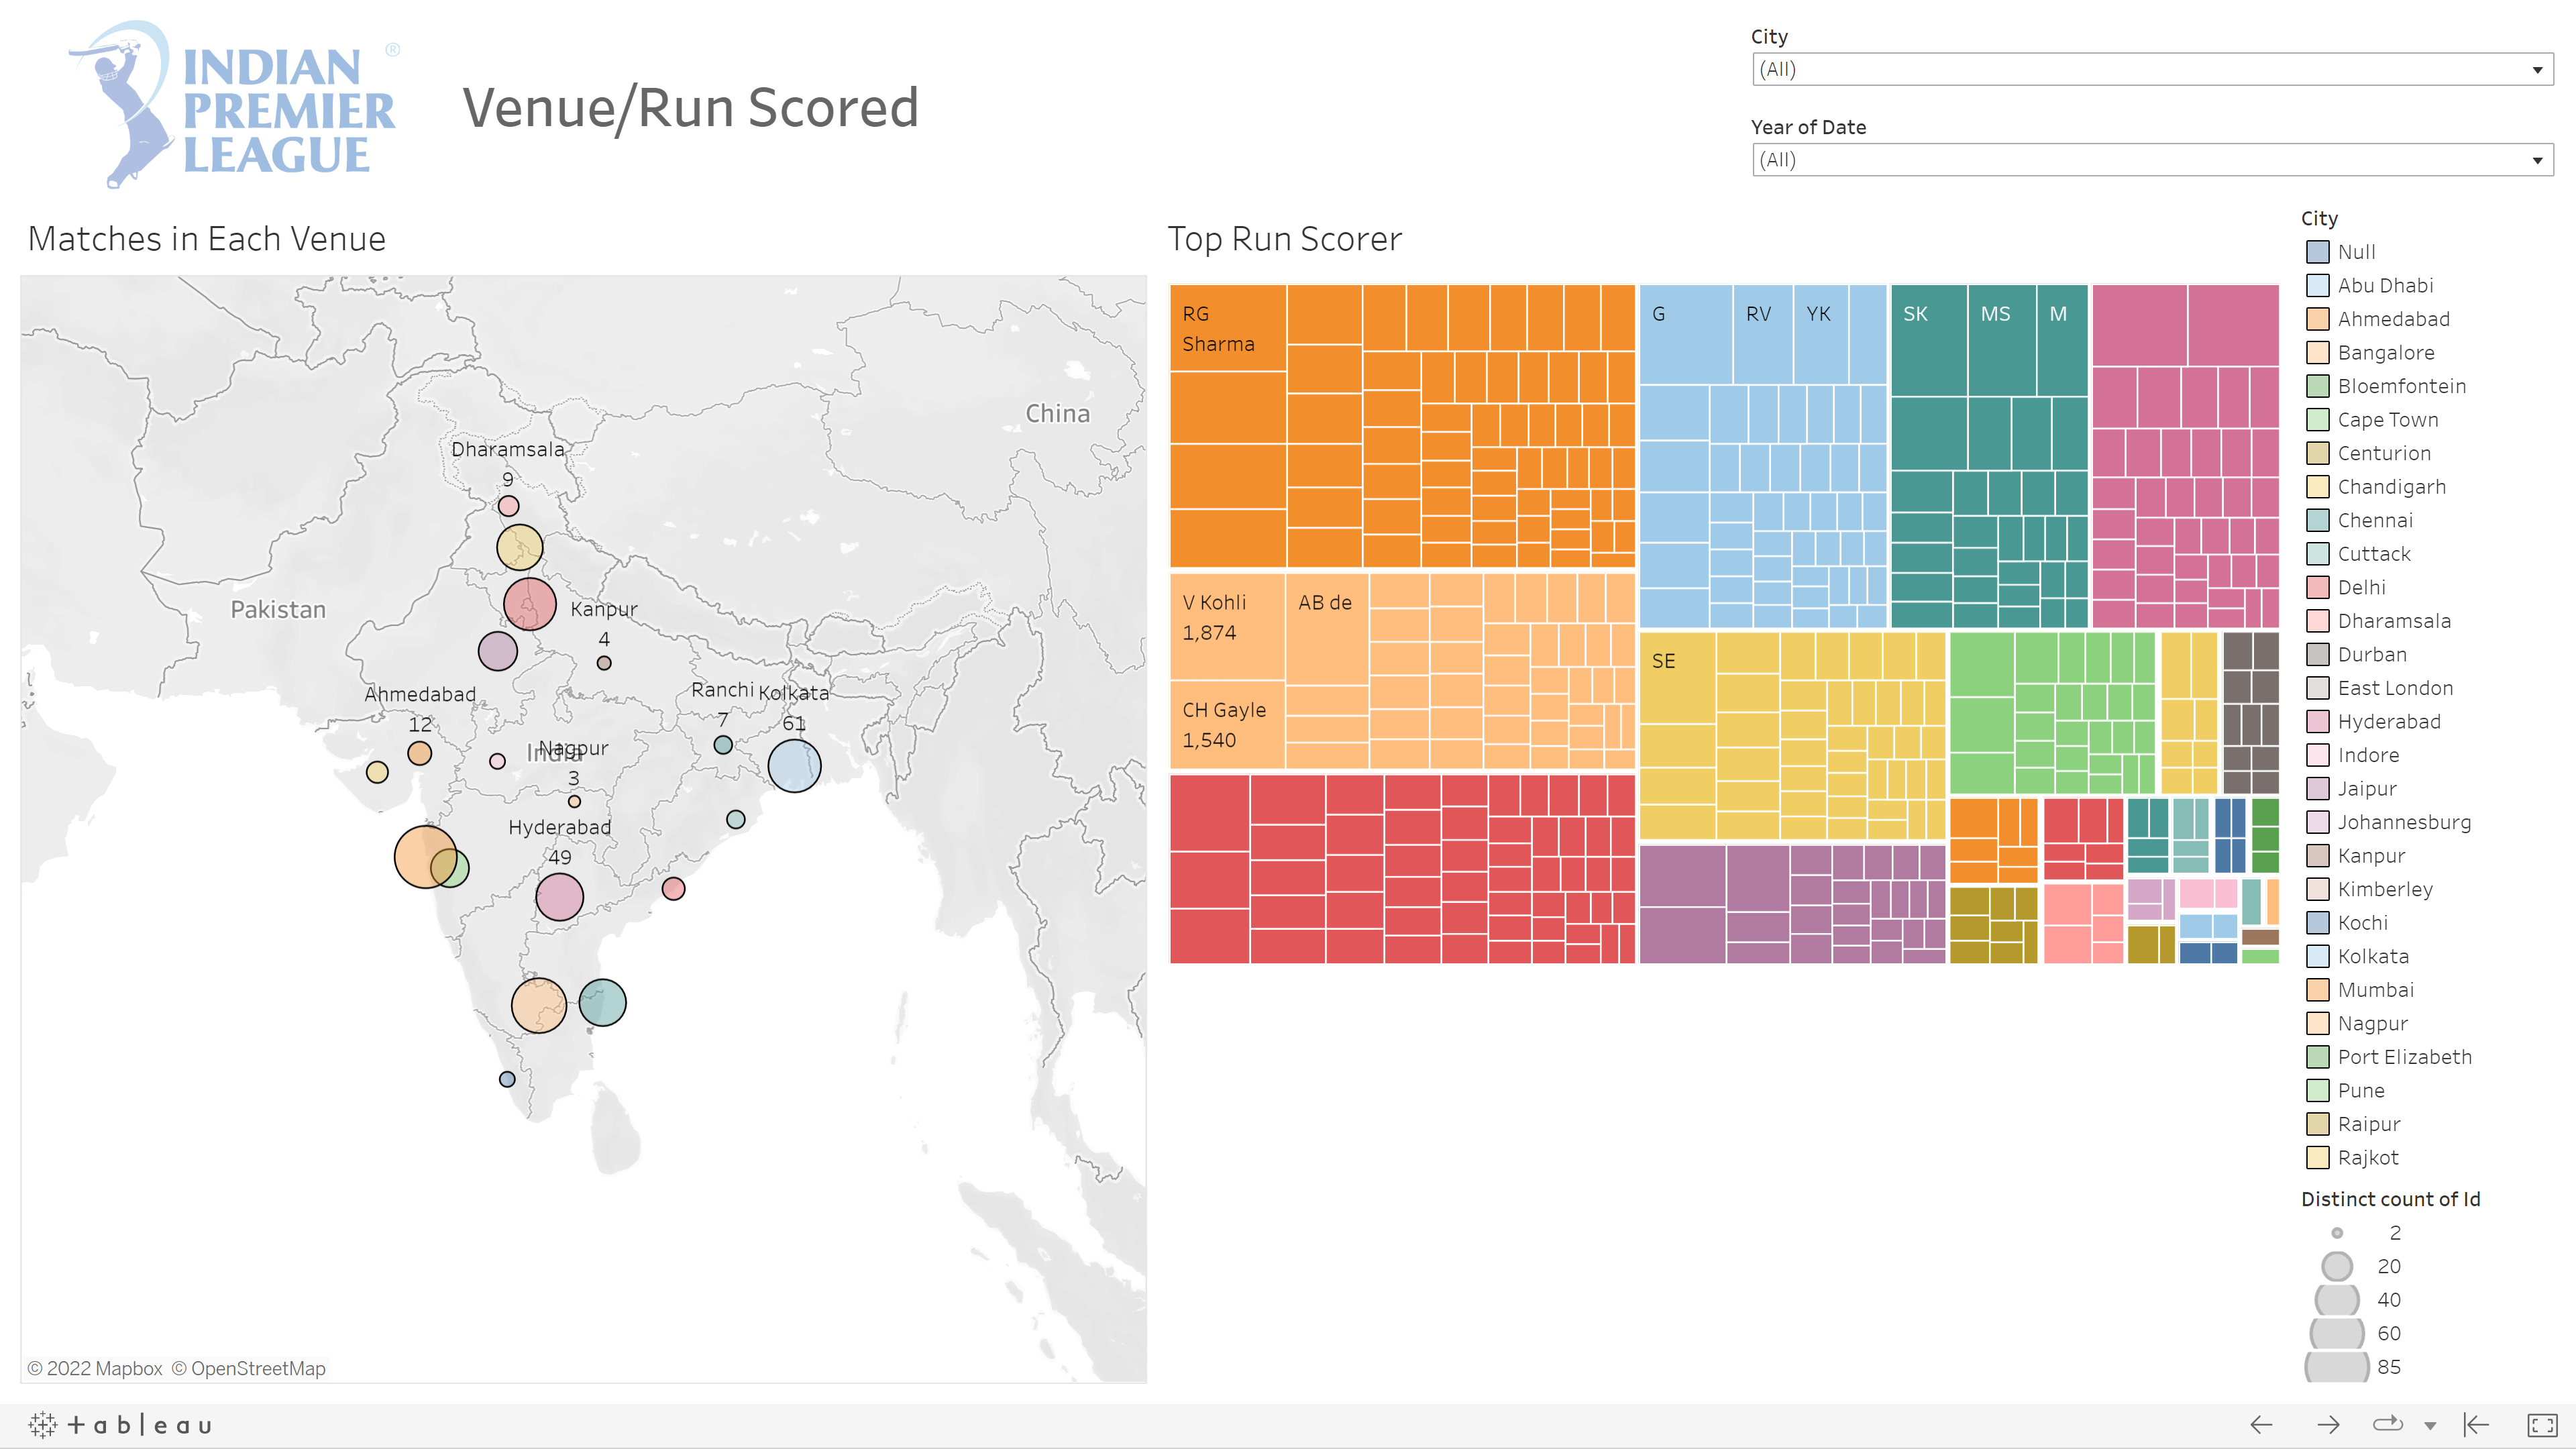 INDIAN
PREMIER
LEAGUE
®
Venue/Run Scored
City
(All)
Year of Date
(All)
Matches in Each Venue
China
Dharamsala
9
Pakistan
Kanpur
4
Ahmedabad
12
Ranchi
7
Kolkata
61
India
Nagpur
3
Hyderabad
49
© 2022 Mapbox © OpenStreetMap
Top Run Scorer
RG
Sharma
G
RV
YK
SK
MS
M
V Kohli
1,874
AB de
CH Gayle
1,540
SE
City
Null
Abu Dhabi
Ahmedabad
Bangalore
Bloemfontein
Cape Town
Centurion
Chandigarh
Chennai
Cuttack
Delhi
Dharamsala
Durban
East London
Hyderabad
Indore
Jaipur
Johannesburg
Kanpur
Kimberley
Kochi
Kolkata
Mumbai
Nagpur
Port Elizabeth
Pune
Raipur
Rajkot
Distinct count of Id
2
20
40
60
85
+ableau